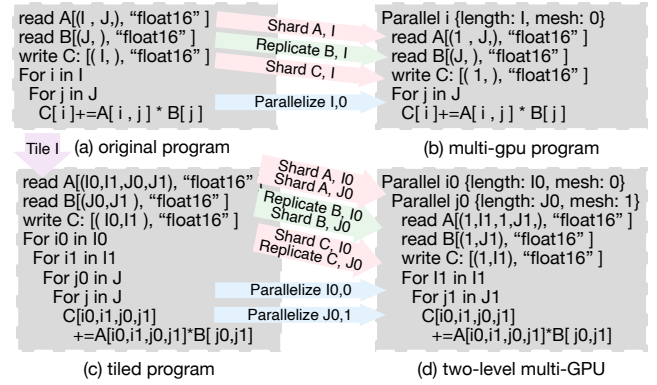 read A[(I , J,), “float16” ]
read B[(J, ), “float16” ]
write C: [( I, ), “float16” ]
For i in I
For j in J
C[ i ]+=A[ i , j ] * B[ j ]
Shard A, I
Replicate B, I
Shard C, I
Parallelize I,0
Parallel i {length: I, mesh: 0}
read A[(1 , J,), “float16” ]
read B[(J, ), “float16” ]
write C: [( 1, ), “float16” ]
For j in J
C[ i ]+=A[ i , j ] * B[ j ]
Tile I
(a) original program
(b) multi-gpu program
read A[(I0,I1,J0,J1), “float16” ,
read B[(J0,J1 ), “float16” ]
write C: [( I0,I1 ), “float16” ]
For i0 in I0
For i1 in I1
For j0 in J
For j in J
C[i0,i1,j0,j1]
+=A[i0,i1,j0,j1]*B[ j0,j1]
Shard A, I0
Shard A, J0
Replicate B, I0
Shard B, J0
Shard C, I0
Replicate C, J0
Parallelize I0,0
Parallelize J0,1
Parallel i0 {length: I0, mesh: 0}
Parallel j0 {length: J0, mesh: 1}
read A[(1,I1,1,J1,), “float16” ]
read B[(1,J1), “float16” ]
write C: [(1,I1), “float16” ]
For I1 in I1
For j1 in J1
C[i0,i1,j0,j1]
+=A[i0,i1,j0,j1]*B[ j0,j1]
(c) tiled program
(d) two-level multi-GPU